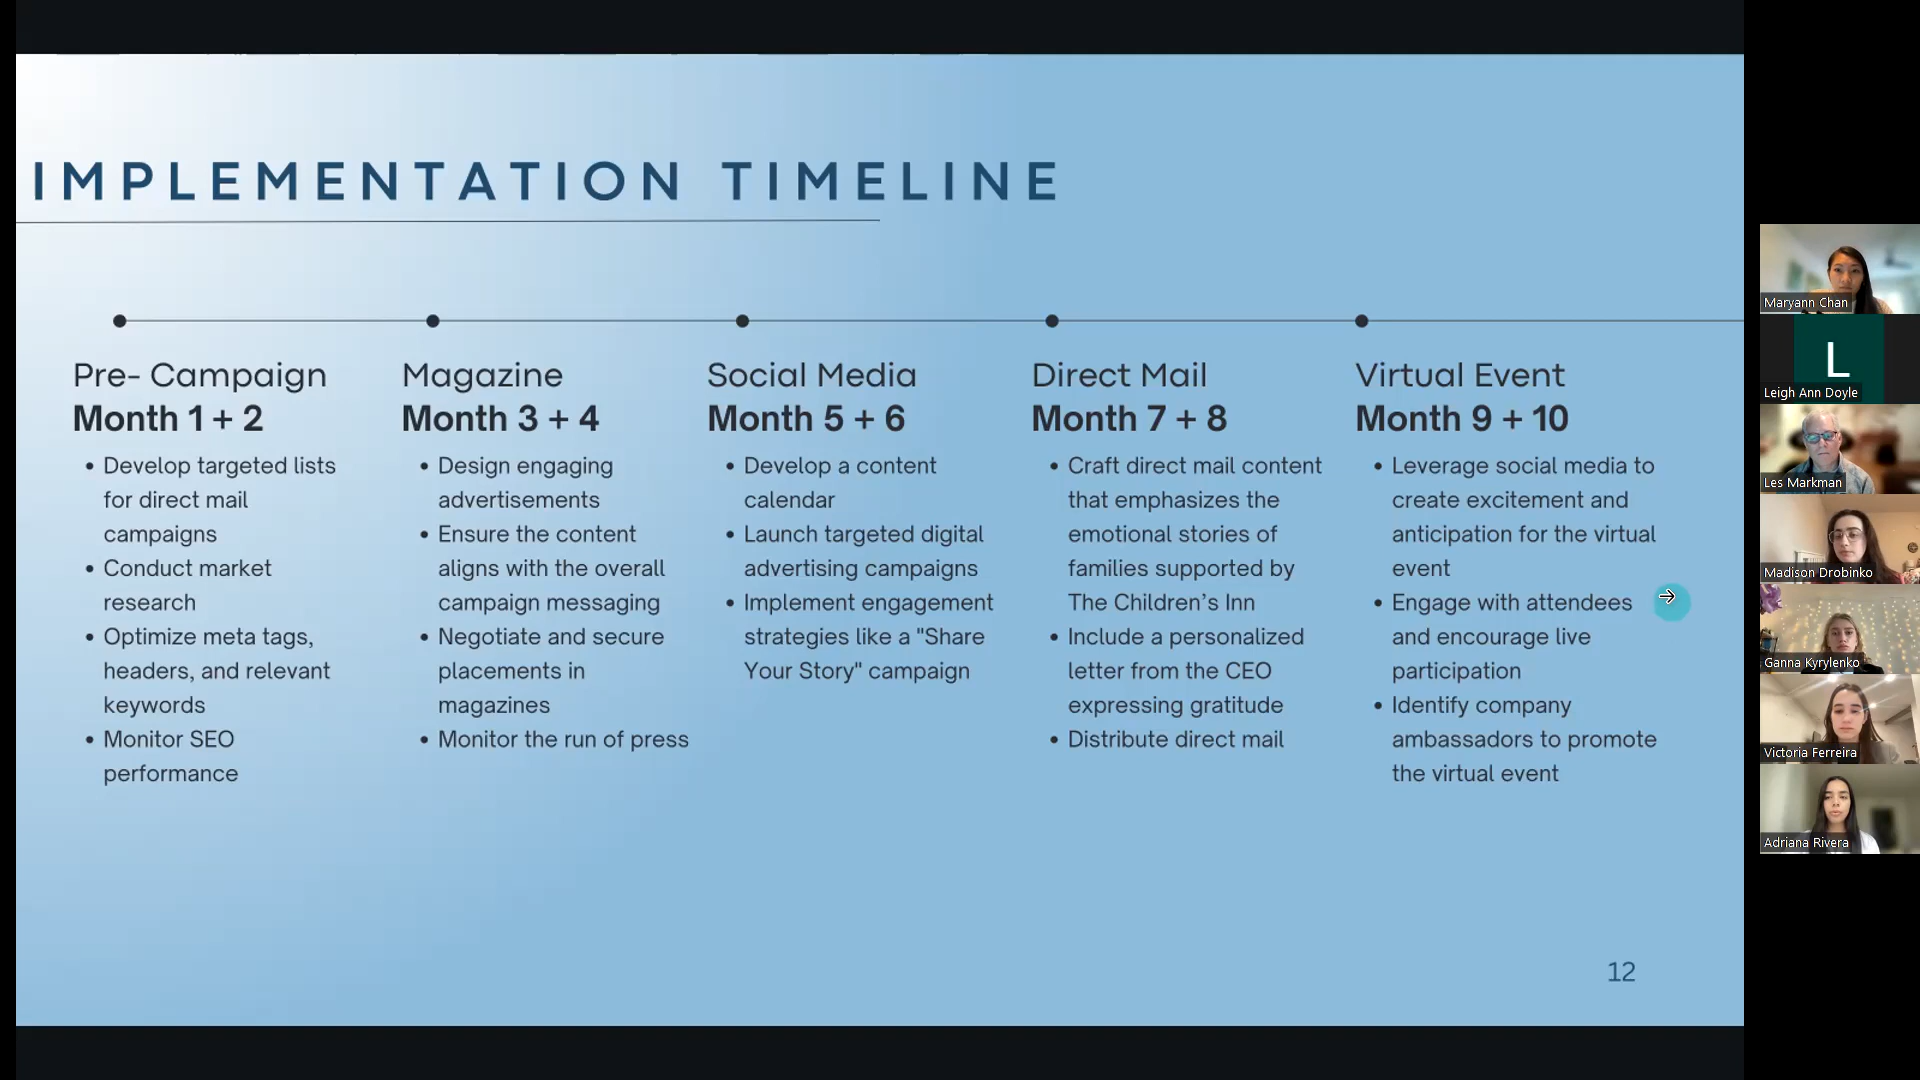 IMPLEMENTATION TIMELINE
Pre- Campaign
Month 1 + 2
• Develop targeted lists
for direct mail
campaigns
• Conduct market
research
• Optimize meta tags,
headers, and relevant
keywords
• Monitor SEO
performance
Magazine
Month 3 + 4
• Design engaging
advertisements
• Ensure the content
aligns with the overall
campaign messaging
• Negotiate and secure
placements in
magazines
• Monitor the run of press
Social Media
Month 5 + 6
• Develop a content
calendar
• Launch targeted digital
advertising campaigns
• Implement engagement
strategies like a "Share
Your Story" campaign
Direct Mail
Month 7 + 8
• Craft direct mail content
that emphasizes the
emotional stories of
families supported by
The Children’s Inn
• Include a personalized
letter from the CEO
expressing gratitude
• Distribute direct mail
Virtual Event
Month 9 + 10
• Leverage social media to
create excitement and
anticipation for the virtual
event
• Engage with attendees
and encourage live
participation
• Identify company
ambassadors to promote
the virtual event
12
Maryann Chan
L
Leigh Ann Doyle
Les Markman
Madison Drobinko
Ganna Kyrylenko
Victoria Ferreira
Adriana Rivera